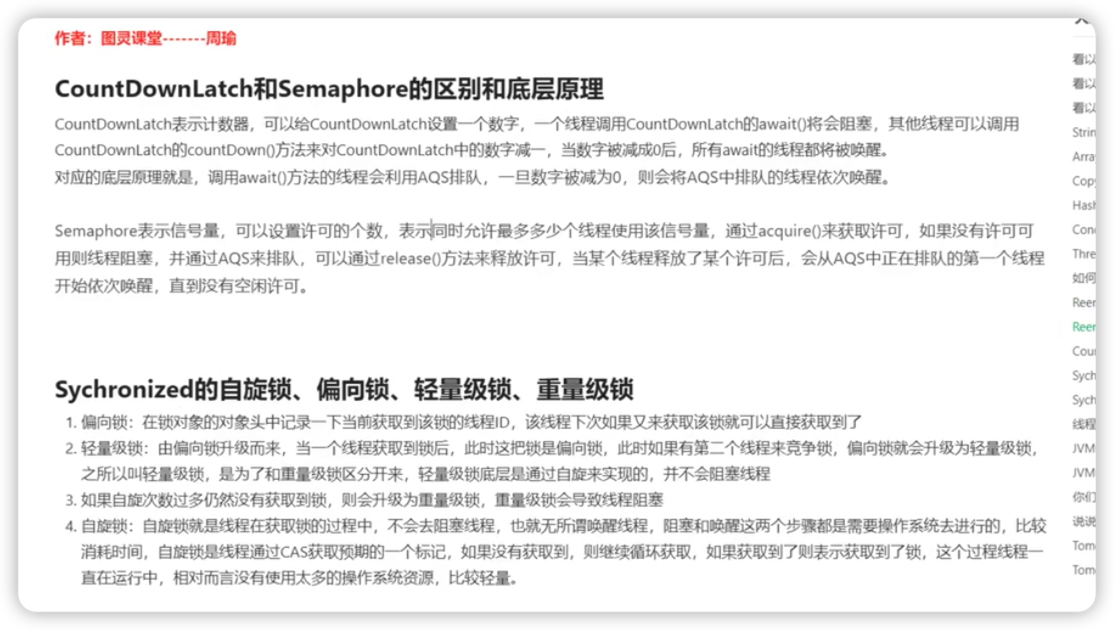 作者：图灵课堂-------周瑜
CountDownLatch和Semaphore的区别和底层原理
CountDownLatch表示计数器，可以给CountDownLatch设置一个数字，一个线程调用CountDownLatch的await()将会阻塞，其他线程可以调用
CountDownLatch的countDown()方法来对CountDownLatch中的数字减一，当数字被减成0后，所有await的线程都将被唤醒。
对应的底层原理就是，调用await()方法的线程会利用AQS排队，一旦数字被减为0，则会将AQS中排队的线程依次唤醒。
Semaphore表示信号量，可以设置许可的个数，表示同时允许最多多少个线程使用该信号量，通过acquire()来获取许可，如果没有许可可
用则线程阻塞，并通过AQS来排队，可以通过release()方法来释放许可，当某个线程释放了某个许可后，会从AQS中正在排队的第一个线程
开始依次唤醒，直到没有空闲许可。
Sychronized的自旋锁、偏向锁、轻量级锁、重量级锁
1. 偏向锁：在锁对象的对象头中记录一下当前获取到该锁的线程ID，该线程下次如果又来获取该锁就可以直接获取到了
2. 轻量级锁：由偏向锁升级而来，当一个线程获取到锁后，此时这把锁是偏向锁，此时如果有第二个线程来竞争锁，偏向锁就会升级为轻量级锁，
之所以叫轻量级锁，是为了和重量级锁区分开来，轻量级锁底层是通过自旋来实现的，并不会阻塞线程
3. 如果自旋次数过多仍然没有获取到锁，则会升级为重量级锁，重量级锁会导致线程阻塞
4. 自旋锁：自旋锁就是线程在获取锁的过程中，不会去阻塞线程，也就无所谓唤醒线程，阻塞和唤醒这两个步骤都是需要操作系统去进行的，比较
消耗时间，自旋锁是线程通过CAS获取预期的一个标记，如果没有获取到，则继续循环获取，如果获取到了则表示获取到了锁，这个过程线程一
直在运行中，相对而言没有使用太多的操作系统资源，比较轻量。
看以
看以
看以
Strin
Arra
Copy
Hash
Conc
Thre
如何
Reen
Reen
Coun
Sych
Sych
线程
JVM
JVM
你们
说说
Tomc
Tomc